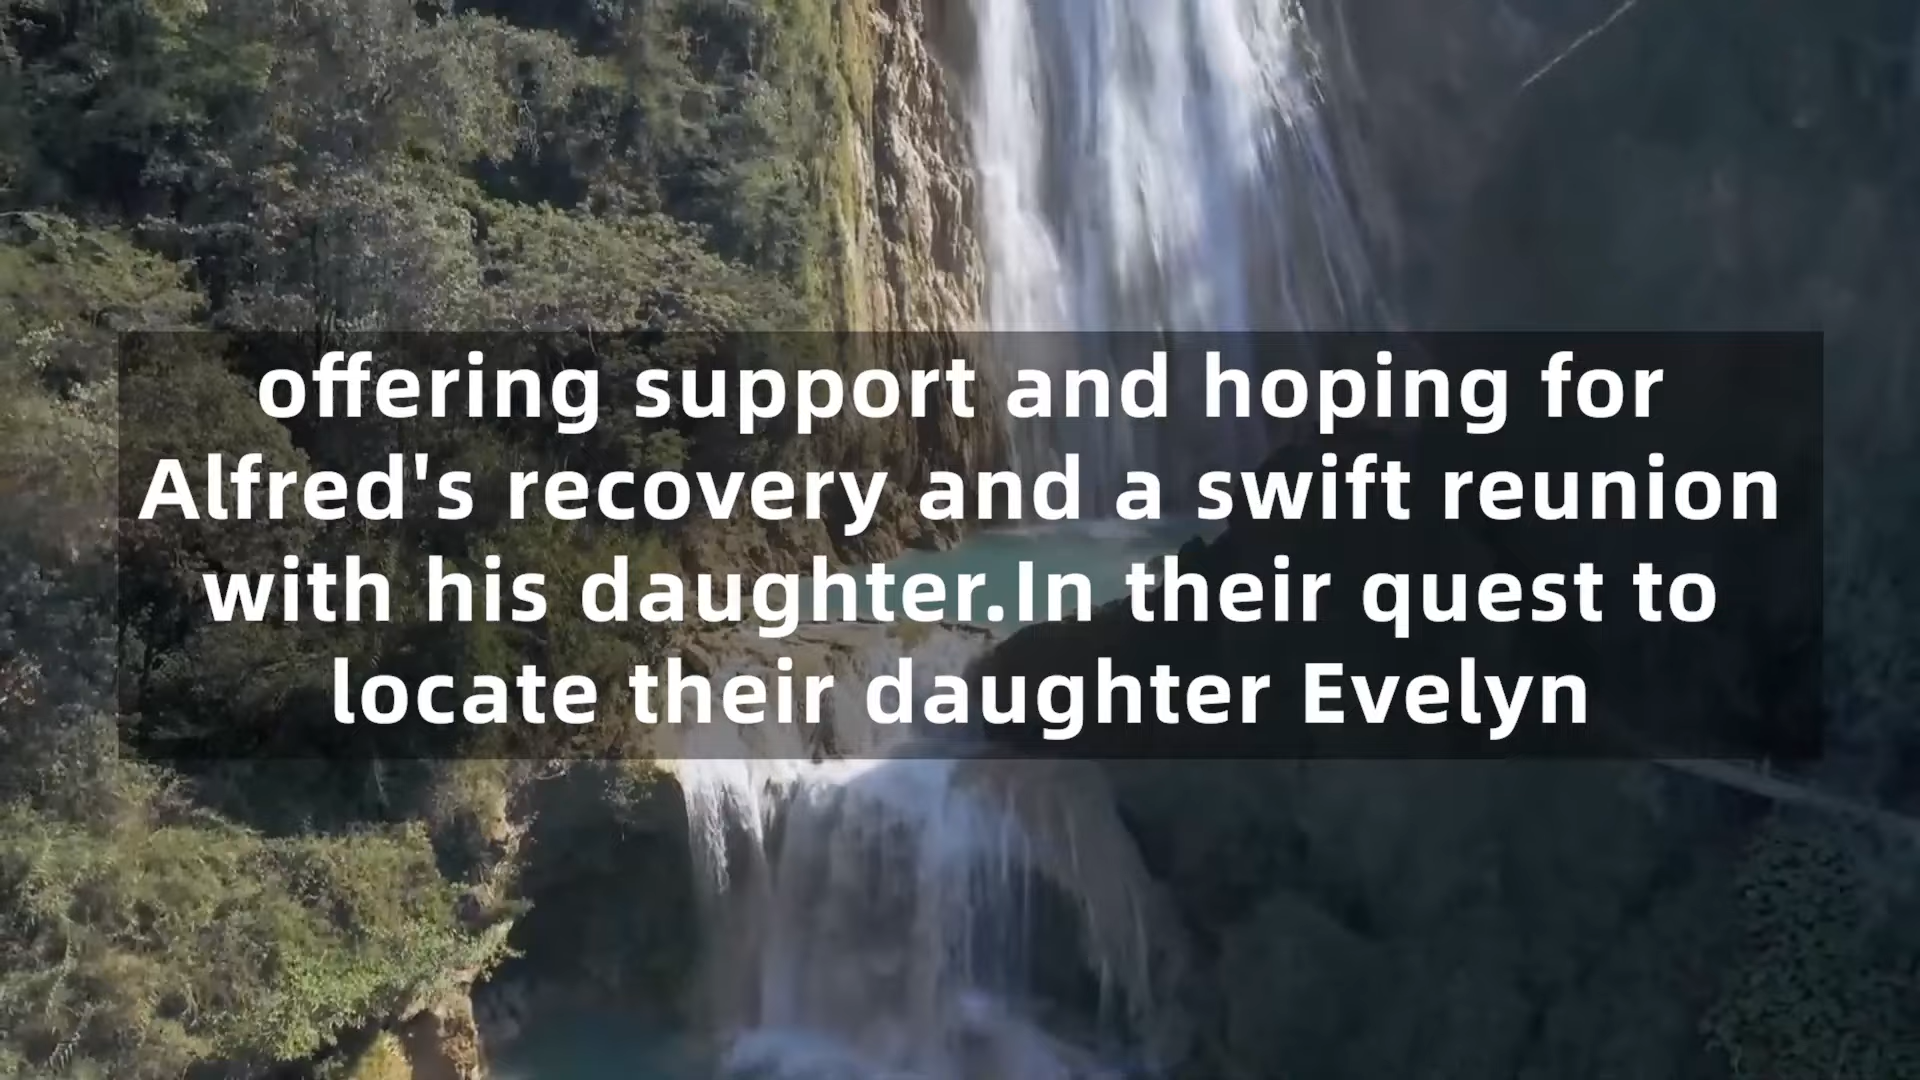 offering support and hoping for
Alfred's recovery and a swift reunion
with his daughter.In their quest to
locate their daughter Evelyn